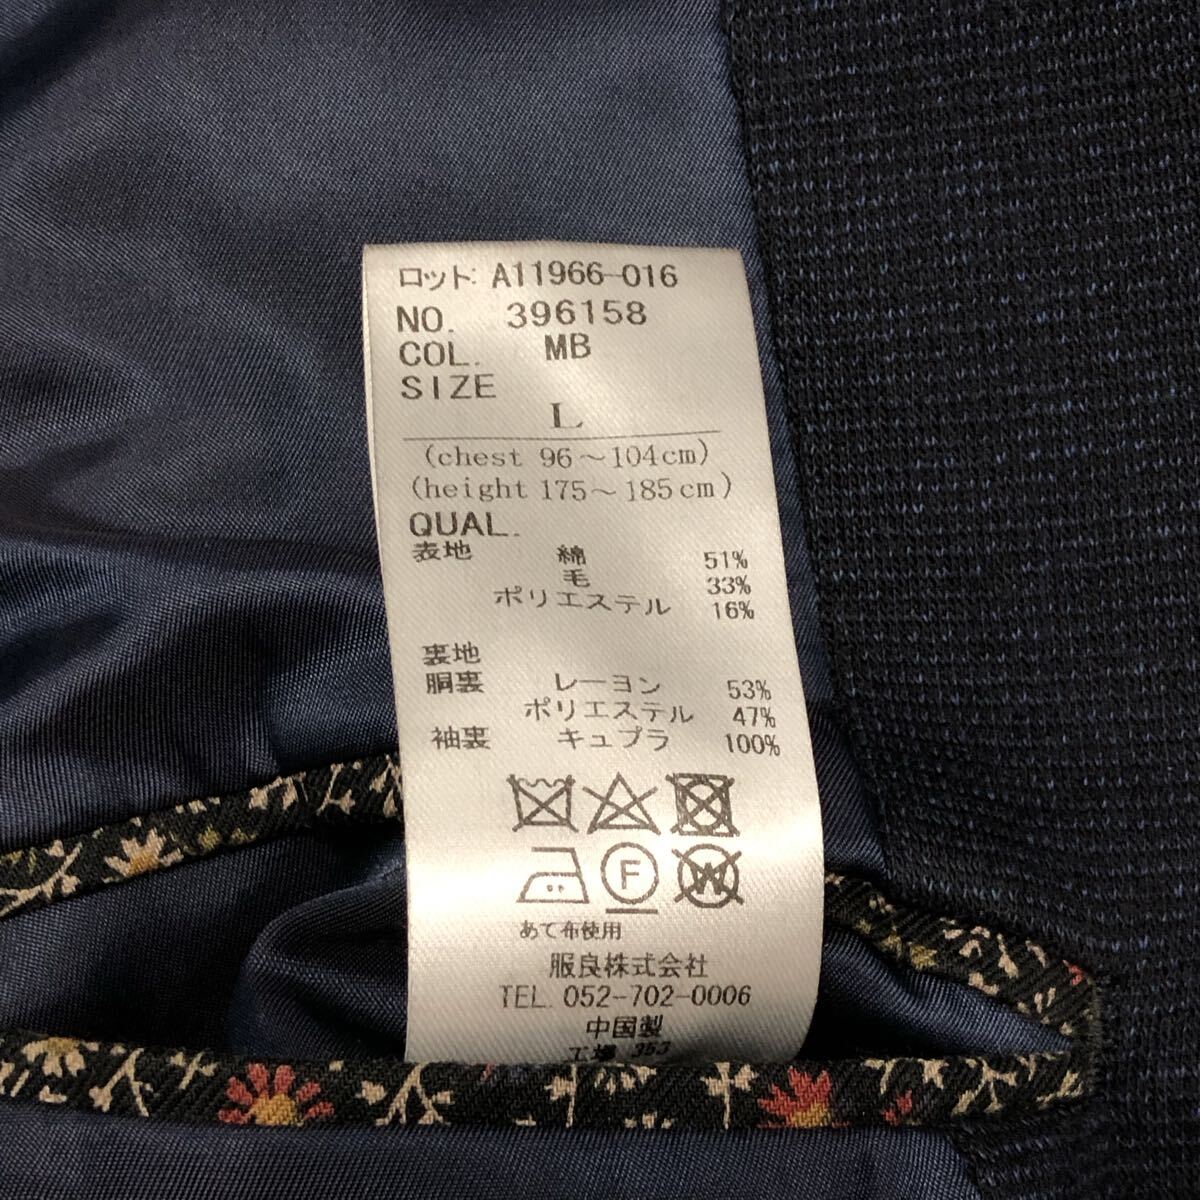 ロット: A11966-016
NO. 396158
COL. MB
SIZE
L
(chest 96～104cm)
(height 175～185cm)
QUAL.
表地 綿 51%
毛 33%
ポリエステル 16%
裏地
胴裏 レーヨン 53%
ポリエステル 47%
袖裏 キュプラ 100%
F W
あて布使用
服良株式会社
TEL. 052-702-0006
中国製
工場 353